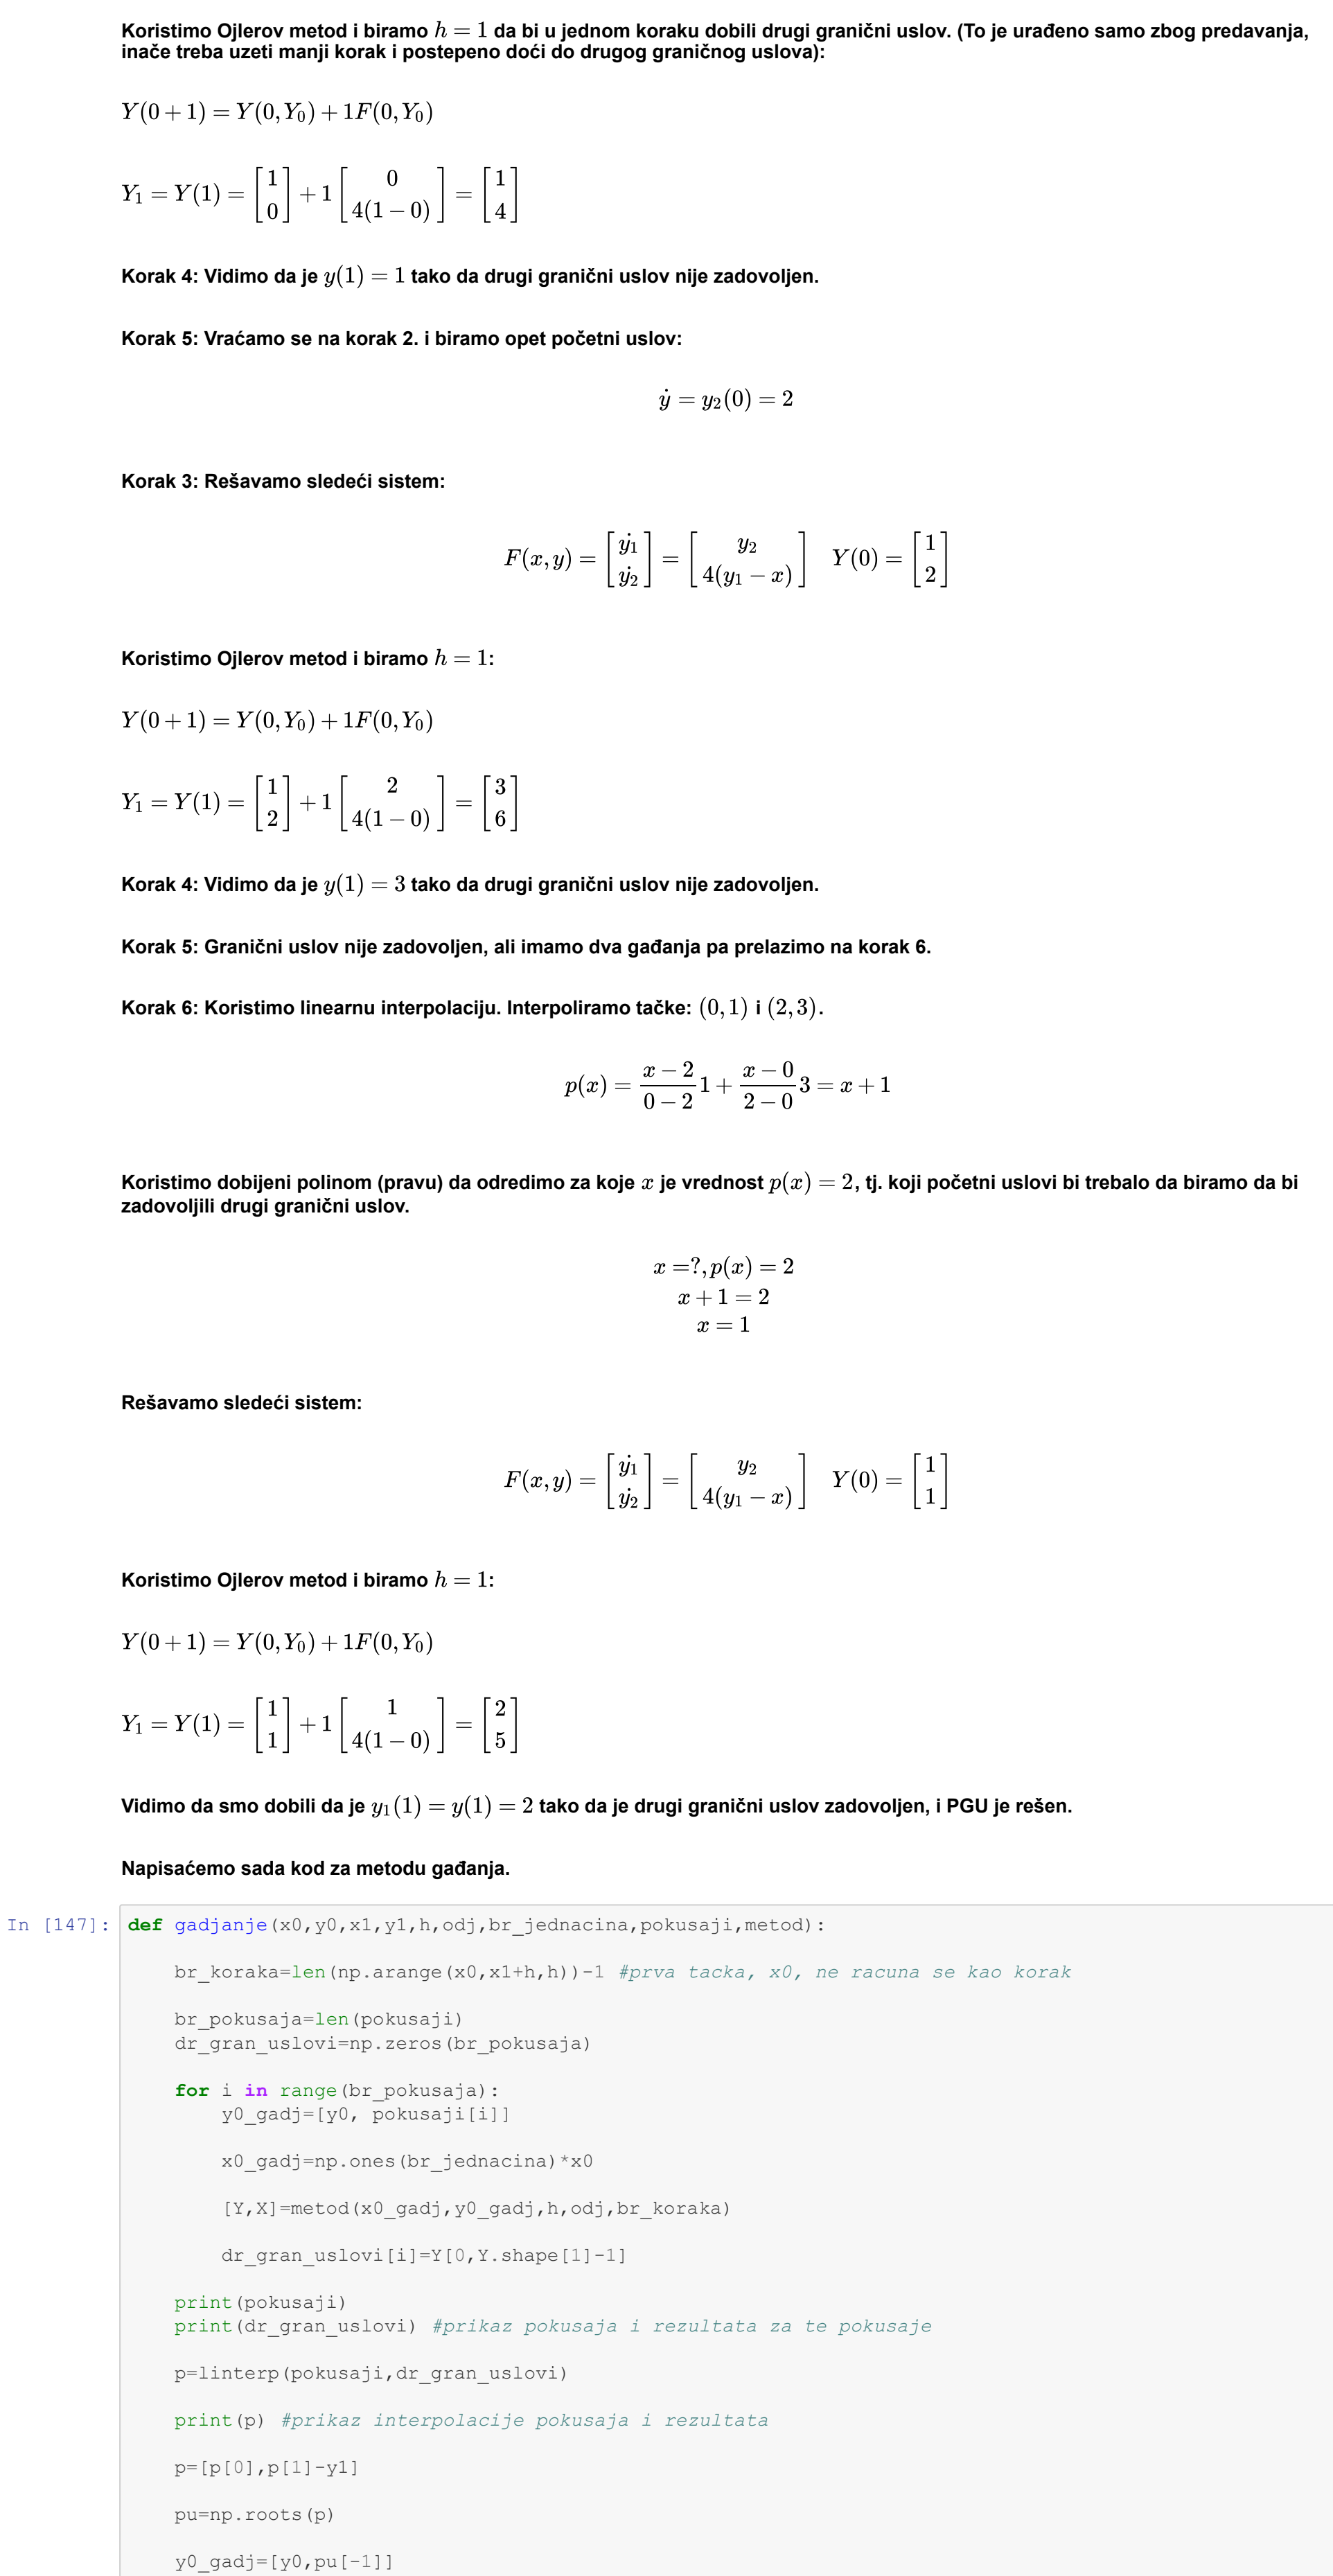 Koristimo Ojlerov metod i biramo h = 1 da bi u jednom koraku dobili drugi granični uslov. (To je urađeno samo zbog predavanja,
inače treba uzeti manji korak i postepeno doći do drugog graničnog uslova):
Y(0 + 1) = Y(0, Y₀) + 1F(0, Y₀)
Y₁ = Y(1) = [1; 0] + 1 [0; 4(1 − 0)] = [1; 4]
Korak 4: Vidimo da je y(1) = 1 tako da drugi granični uslov nije zadovoljen.
Korak 5: Vraćamo se na korak 2. i biramo opet početni uslov:
ẏ = y₂(0) = 2
Korak 3: Rešavamo sledeći sistem:
F(x, y) = [ẏ₁; ẏ₂] = [y₂; 4(y₁ − x)] Y(0) = [1; 2]
Koristimo Ojlerov metod i biramo h = 1:
Y(0 + 1) = Y(0, Y₀) + 1F(0, Y₀)
Y₁ = Y(1) = [1; 2] + 1 [2; 4(1 − 0)] = [3; 6]
Korak 4: Vidimo da je y(1) = 3 tako da drugi granični uslov nije zadovoljen.
Korak 5: Granični uslov nije zadovoljen, ali imamo dva gađanja pa prelazimo na korak 6.
Korak 6: Koristimo linearnu interpolaciju. Interpoliramo tačke: (0, 1) i (2, 3).
p(x) = (x − 2)/(0 − 2) 1 + (x − 0)/(2 − 0) 3 = x + 1
Koristimo dobijeni polinom (pravu) da odredimo za koje x je vrednost p(x) = 2, tj. koji početni uslovi bi trebalo da biramo da bi
zadovoljili drugi granični uslov.
x =?, p(x) = 2
x + 1 = 2
x = 1
Rešavamo sledeći sistem:
F(x, y) = [ẏ₁; ẏ₂] = [y₂; 4(y₁ − x)] Y(0) = [1; 1]
Koristimo Ojlerov metod i biramo h = 1:
Y(0 + 1) = Y(0, Y₀) + 1F(0, Y₀)
Y₁ = Y(1) = [1; 1] + 1 [1; 4(1 − 0)] = [2; 5]
Vidimo da smo dobili da je y₁(1) = y(1) = 2 tako da je drugi granični uslov zadovoljen, i PGU je rešen.
Napisaćemo sada kod za metodu gađanja.
In [147]: def gadjanje(x0,y0,x1,y1,h,odj,br_jednacina,pokusaji,metod):
br_koraka=len(np.arange(x0,x1+h,h))-1 #prva tacka, x0, ne racuna se kao korak
br_pokusaja=len(pokusaji)
dr_gran_uslovi=np.zeros(br_pokusaja)
for i in range(br_pokusaja):
y0_gadj=[y0, pokusaji[i]]
x0_gadj=np.ones(br_jednacina)*x0
[Y,X]=metod(x0_gadj,y0_gadj,h,odj,br_koraka)
dr_gran_uslovi[i]=Y[0,Y.shape[1]-1]
print(pokusaji)
print(dr_gran_uslovi) #prikaz pokusaja i rezultata za te pokusaje
p=linterp(pokusaji,dr_gran_uslovi)
print(p) #prikaz interpolacije pokusaja i rezultata
p=[p[0],p[1]-y1]
pu=np.roots(p)
y0_gadj=[y0,pu[-1]]